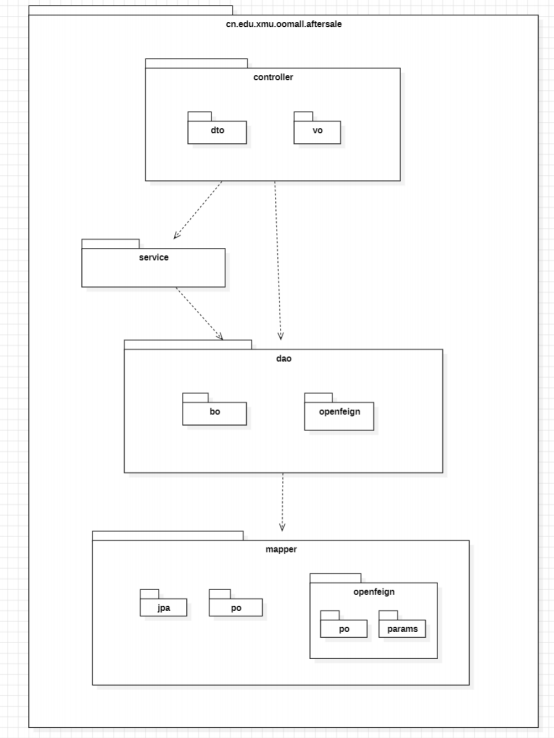 cn.edu.xmu.oomall.aftersale
controller
dto
vo
service
dao
bo
openfeign
mapper
openfeign
jpa
po
po
params